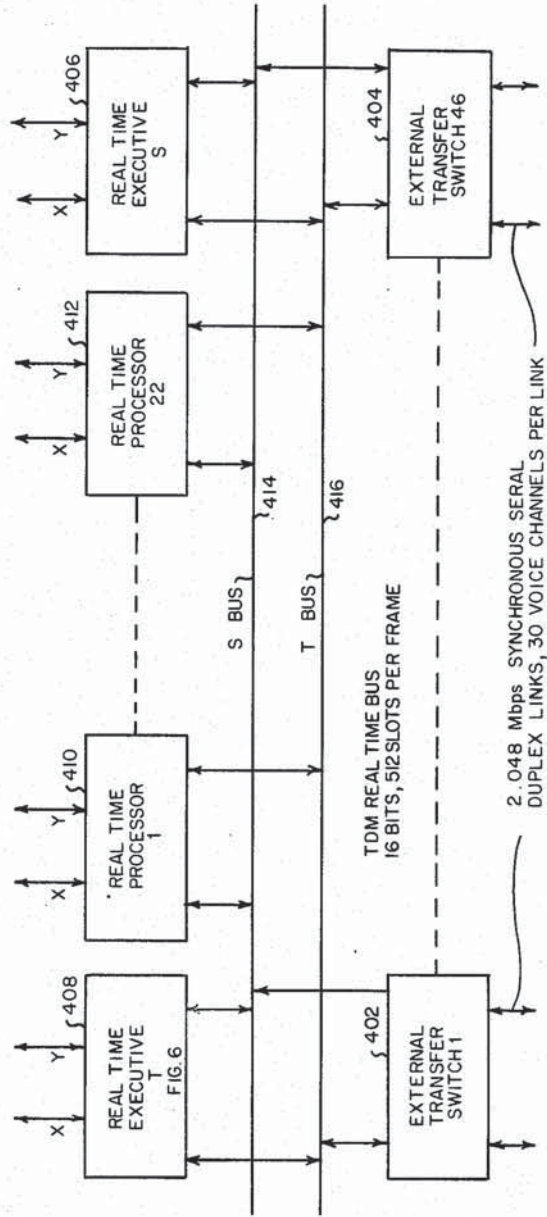 X
Y
408
REAL TIME
EXECUTIVE
T
FIG. 6
X
Y
410
REAL TIME
PROCESSOR
1
X
Y
412
REAL TIME
PROCESSOR
22
X
Y
406
REAL TIME
EXECUTIVE
S
S BUS
414
T BUS
416
TDM REAL TIME BUS
16 BITS, 512 SLOTS PER FRAME
402
EXTERNAL
TRANSFER
SWITCH 1
404
EXTERNAL
TRANSFER
SWITCH 46
2.048 Mbps SYNCHRONOUS SERAL
DUPLEX LINKS, 30 VOICE CHANNELS PER LINK